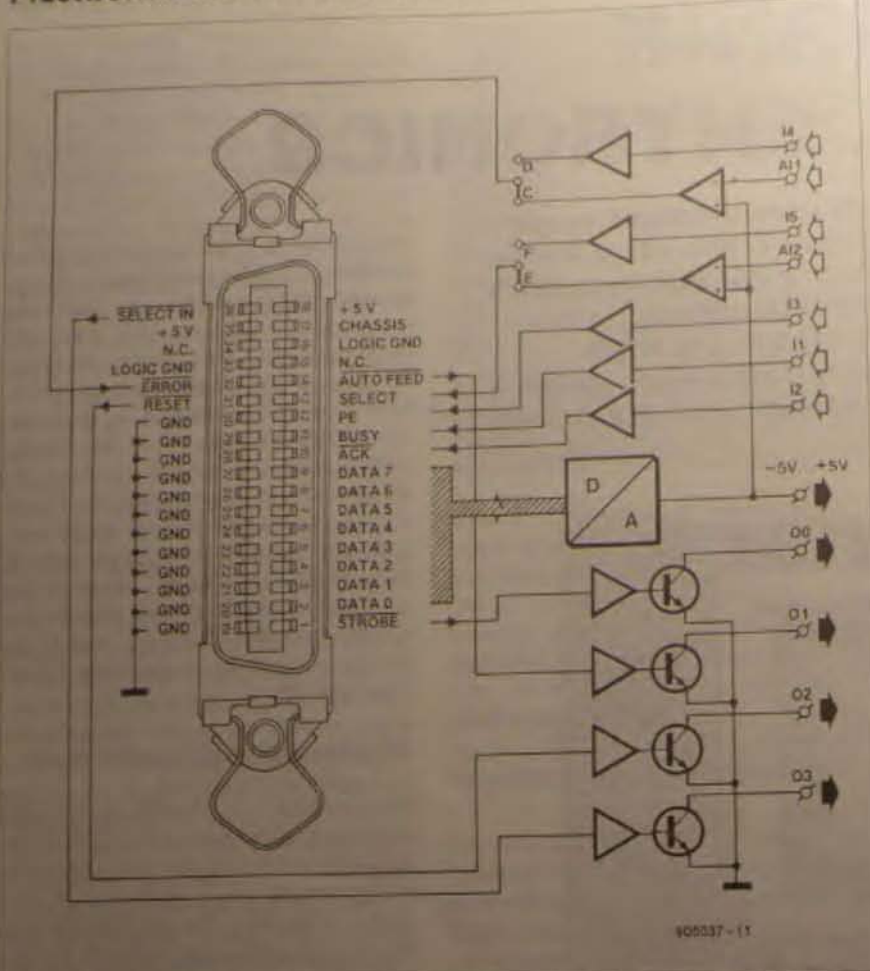 I4
D
AI1
C
I5
F
AI2
E
I3
I1
I2
SELECT IN
+5V
N.C.
LOGIC GND
ERROR
RESET
GND
GND
GND
GND
GND
GND
GND
GND
GND
GND
GND
GND
+5V
CHASSIS
LOGIC GND
N.C.
AUTO FEED
SELECT
PE
BUSY
ACK
DATA 7
DATA 6
DATA 5
DATA 4
DATA 3
DATA 2
DATA 1
DATA 0
STROBE
D
A
-5V +5V
O0
O1
O2
O3
905037-11